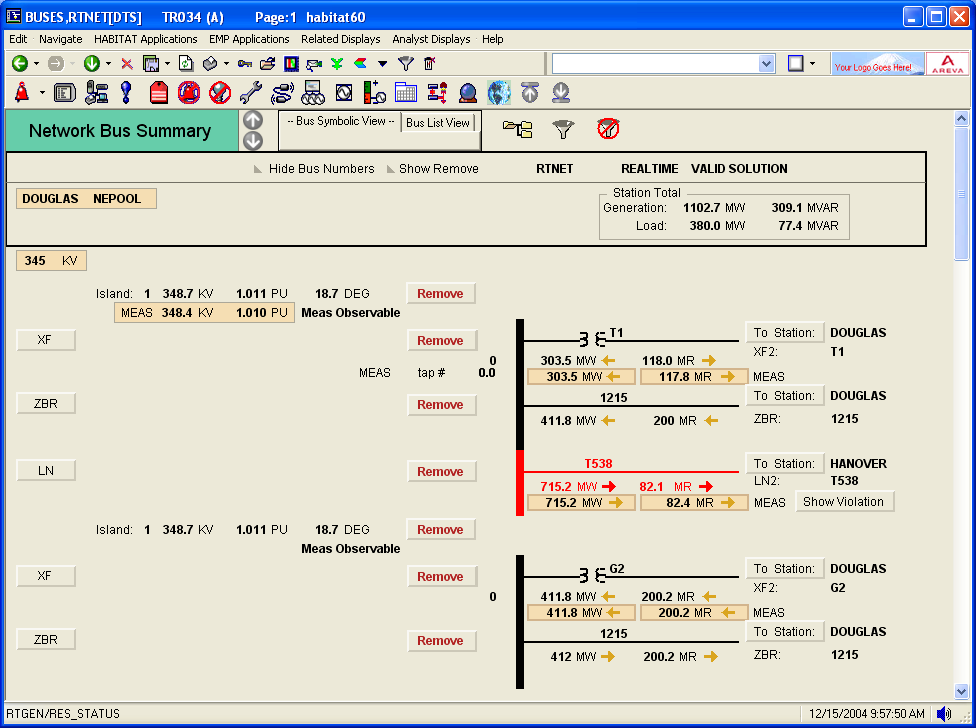 BUSES,RTNET[DTS] TRO34 (A) Page:1 habitat60
Edit Navigate HABITAT Applications EMP Applications Related Displays Analyst Displays Help
Your Logo Goes Here! A AREVA
Network Bus Summary -- Bus Symbolic View -- Bus List View
Hide Bus Numbers Show Remove RTNET REALTIME VALID SOLUTION
DOUGLAS NEPOOL
Station Total
Generation: 1102.7 MW 309.1 MVAR
Load: 380.0 MW 77.4 MVAR
345 KV
Island: 1 348.7 KV 1.011 PU 18.7 DEG Remove
MEAS 348.4 KV 1.010 PU Meas Observable
XF Remove T1 To Station: DOUGLAS
XF2: T1
0 303.5 MW 118.0 MR
MEAS tap # 0.0 303.5 MW 117.8 MR MEAS
ZBR Remove 1215 To Station: DOUGLAS
411.8 MW 200 MR ZBR: 1215
LN Remove T538 To Station: HANOVER
LN2: T538
715.2 MW 82.1 MR
715.2 MW 82.4 MR MEAS Show Violation
Island: 1 348.7 KV 1.011 PU 18.7 DEG Remove
Meas Observable
XF Remove G2 To Station: DOUGLAS
XF2: G2
0 411.8 MW 200.2 MR
411.8 MW 200.2 MR MEAS
ZBR Remove 1215 To Station: DOUGLAS
412 MW 200.2 MR ZBR: 1215
RTGEN/RES_STATUS 12/15/2004 9:57:50 AM